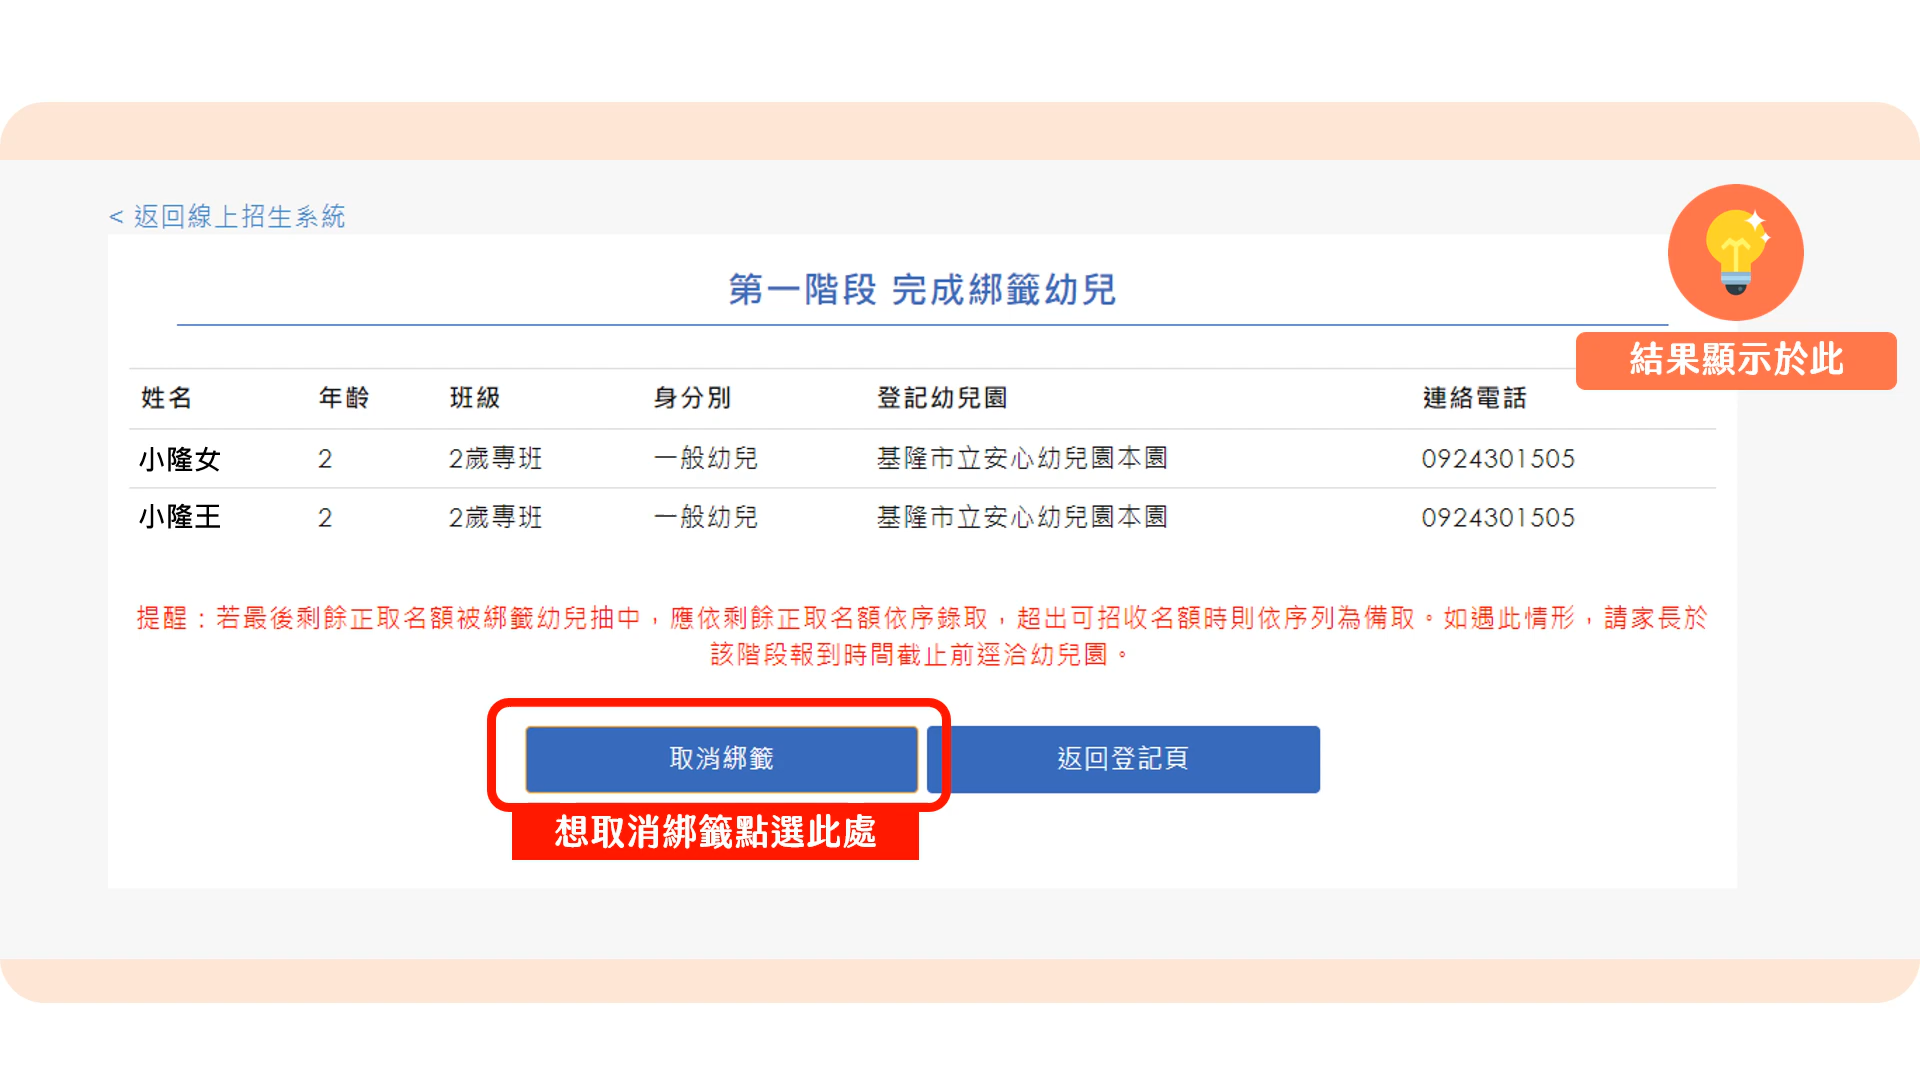 < 返回線上招生系統
第一階段 完成綁籤幼兒
結果顯示於此
姓名 年齡 班級 身分別 登記幼兒園 連絡電話
小隆女 2 2歲專班 一般幼兒 基隆市立安心幼兒園本園 0924301505
小隆王 2 2歲專班 一般幼兒 基隆市立安心幼兒園本園 0924301505
提醒：若最後剩餘正取名額被綁籤幼兒抽中，應依剩餘正取名額依序錄取，超出可招收名額時則依序列為備取。如遇此情形，請家長於
該階段報到時間截止前逕洽幼兒園。
取消綁籤 返回登記頁
想取消綁籤點選此處